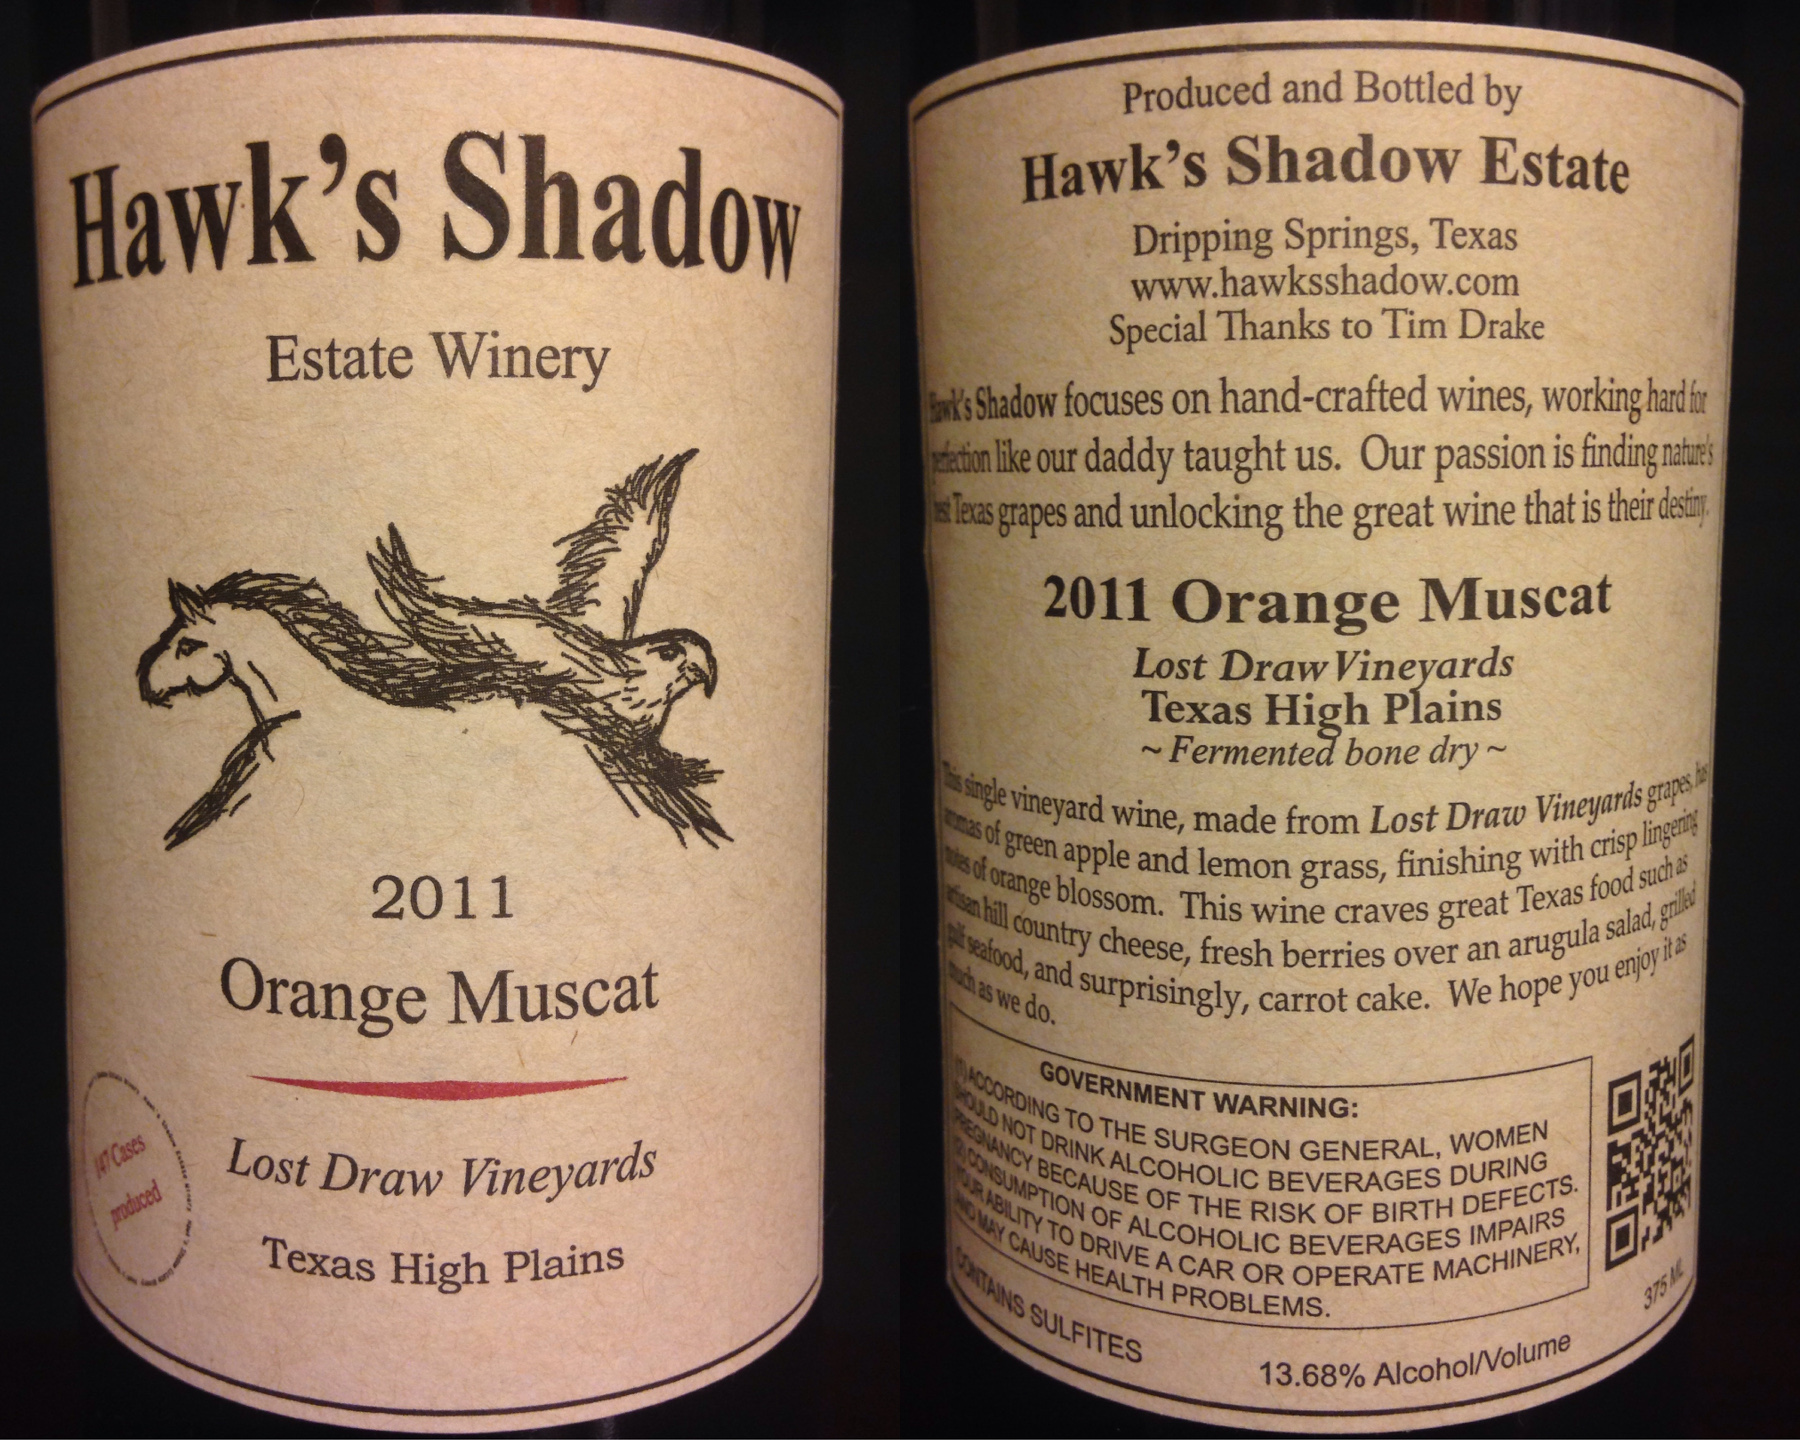 Hawk's Shadow
Estate Winery
2011
Orange Muscat
147 Cases
produced
Lost Draw Vineyards
Texas High Plains
Produced and Bottled by
Hawk's Shadow Estate
Dripping Springs, Texas
www.hawksshadow.com
Special Thanks to Tim Drake
Hawk's Shadow focuses on hand-crafted wines, working hard for
perfection like our daddy taught us. Our passion is finding nature's
best Texas grapes and unlocking the great wine that is their destiny.
2011 Orange Muscat
Lost Draw Vineyards
Texas High Plains
~ Fermented bone dry ~
This single vineyard wine, made from Lost Draw Vineyards grapes, has
aromas of green apple and lemon grass, finishing with crisp lingering
notes of orange blossom. This wine craves great Texas food such as
artisan hill country cheese, fresh berries over an arugula salad, grilled
gulf seafood, and surprisingly, carrot cake. We hope you enjoy it as
much as we do.
GOVERNMENT WARNING:
(1) ACCORDING TO THE SURGEON GENERAL, WOMEN
SHOULD NOT DRINK ALCOHOLIC BEVERAGES DURING
PREGNANCY BECAUSE OF THE RISK OF BIRTH DEFECTS.
(2) CONSUMPTION OF ALCOHOLIC BEVERAGES IMPAIRS
YOUR ABILITY TO DRIVE A CAR OR OPERATE MACHINERY,
AND MAY CAUSE HEALTH PROBLEMS.
375 ML
CONTAINS SULFITES
13.68% Alcohol/Volume